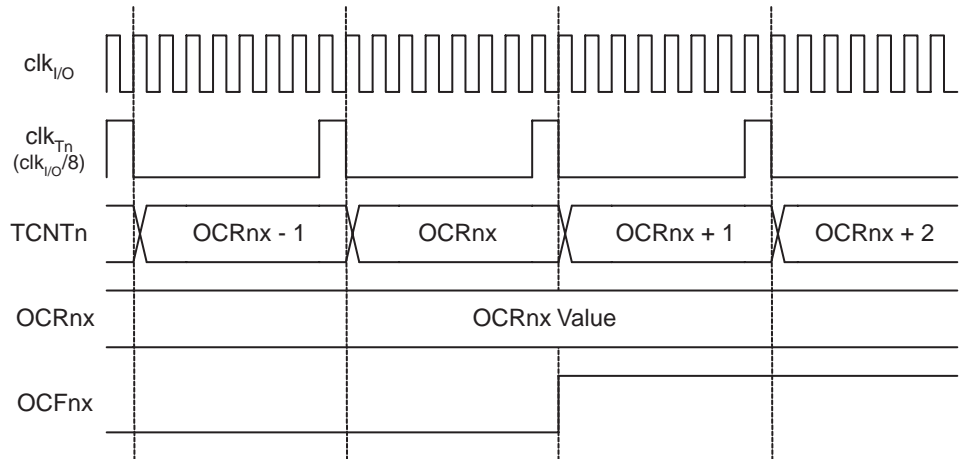 clkI/O
clkTn
(clkI/O/8)
TCNTn
OCRnx - 1
OCRnx
OCRnx + 1
OCRnx + 2
OCRnx
OCRnx Value
OCFnx